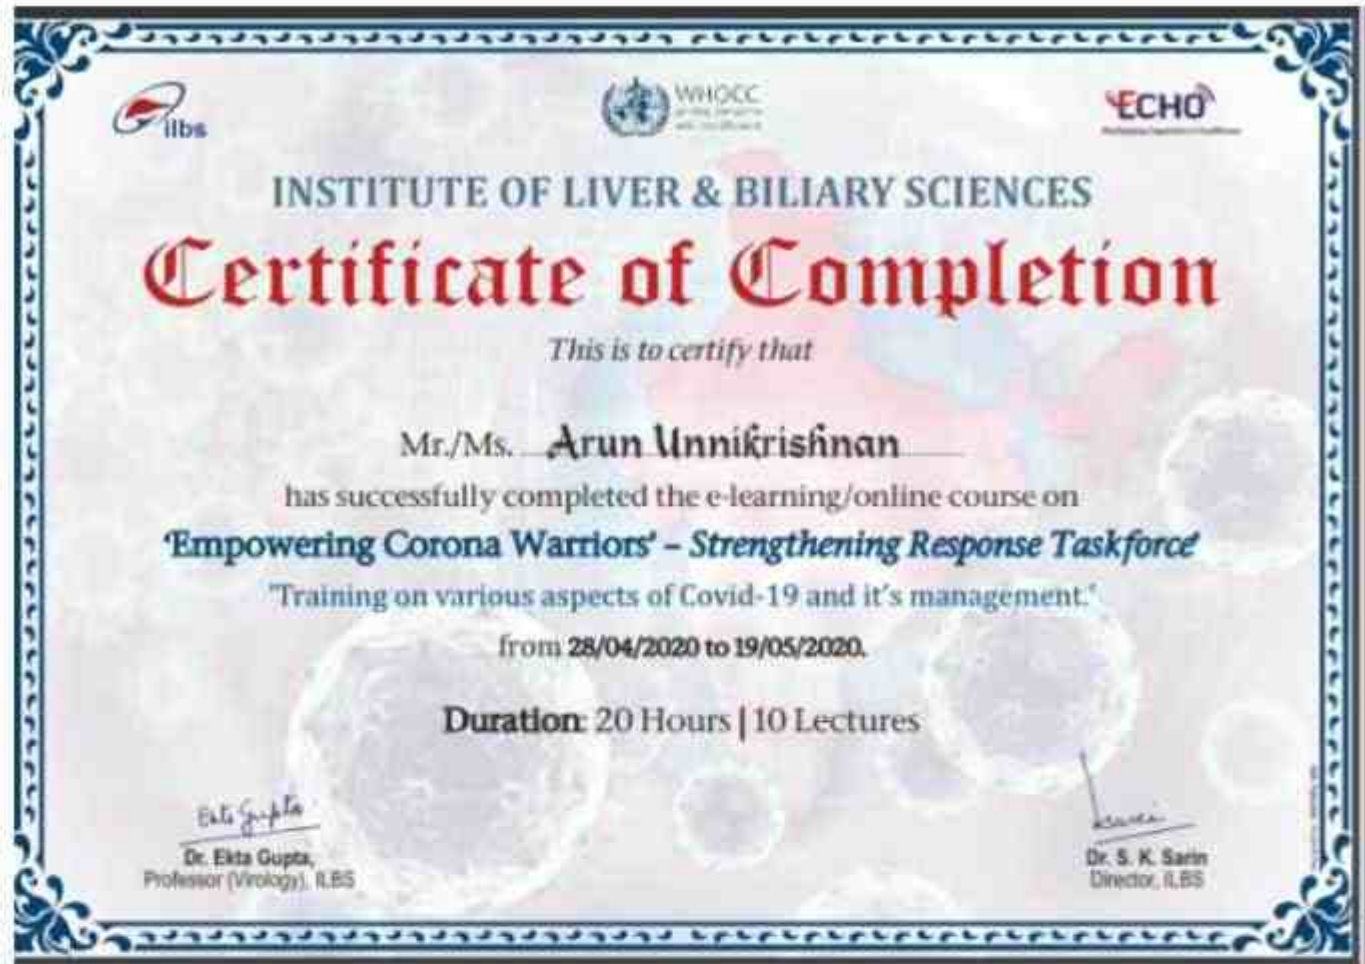 ilbs
WHOCC
ECHO
INSTITUTE OF LIVER & BILIARY SCIENCES
Certificate of Completion
This is to certify that
Mr./Ms. Arun Unnikrishnan
has successfully completed the e-learning/online course on
'Empowering Corona Warriors' – Strengthening Response Taskforce'
'Training on various aspects of Covid-19 and it's management.'
from 28/04/2020 to 19/05/2020.
Duration: 20 Hours | 10 Lectures
Ekta Gupta
Dr. Ekta Gupta,
Professor (Virology), ILBS
Dr. S. K. Sarin
Director, ILBS